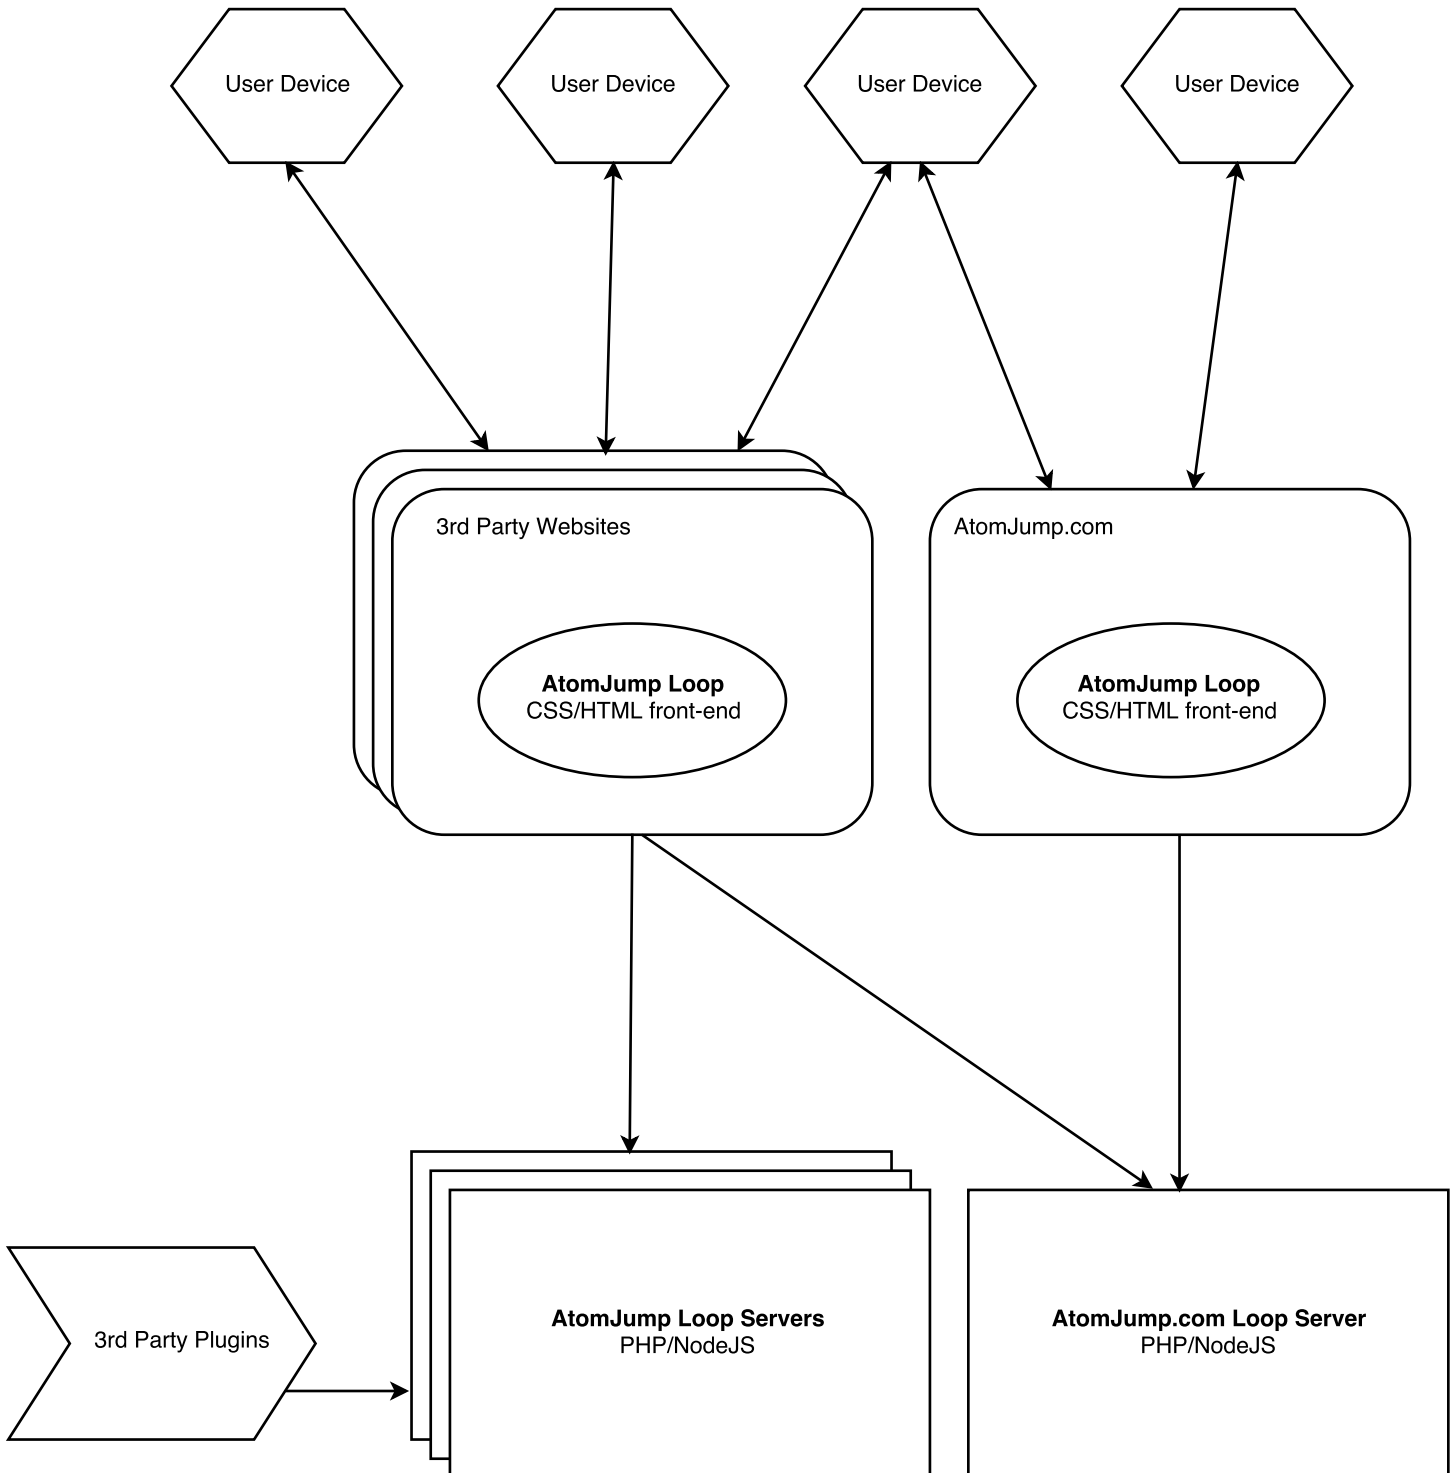 User Device
User Device
User Device
User Device
3rd Party Websites
AtomJump.com
AtomJump Loop
CSS/HTML front-end
AtomJump Loop
CSS/HTML front-end
3rd Party Plugins
AtomJump Loop Servers
PHP/NodeJS
AtomJump.com Loop Server
PHP/NodeJS